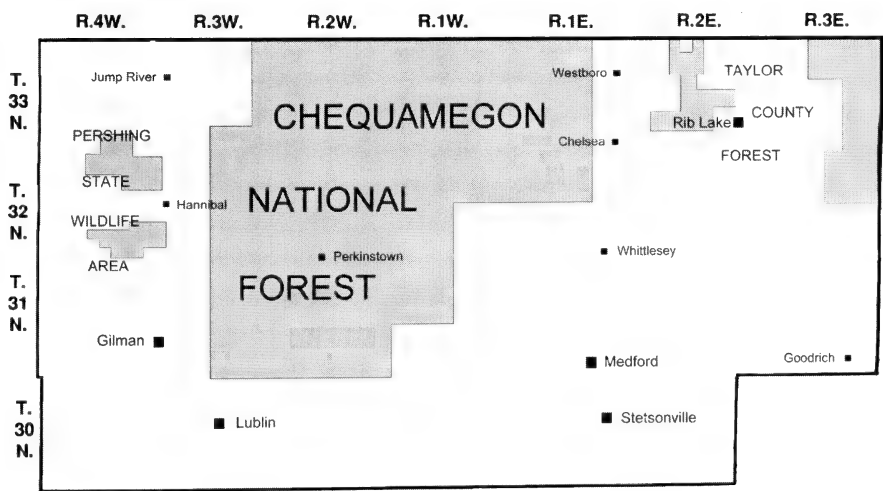 R.4W. R.3W. R.2W. R.1W. R.1E. R.2E. R.3E.
T.
33
N.
Jump River
Westboro
TAYLOR
CHEQUAMEGON
COUNTY
Rib Lake
PERSHING
Chelsea
FOREST
STATE
T.
32
N.
Hannibal
NATIONAL
WILDLIFE
Whittlesey
Perkinstown
AREA
FOREST
T.
31
N.
Gilman
Medford
Goodrich
T.
30
N.
Lublin
Stetsonville